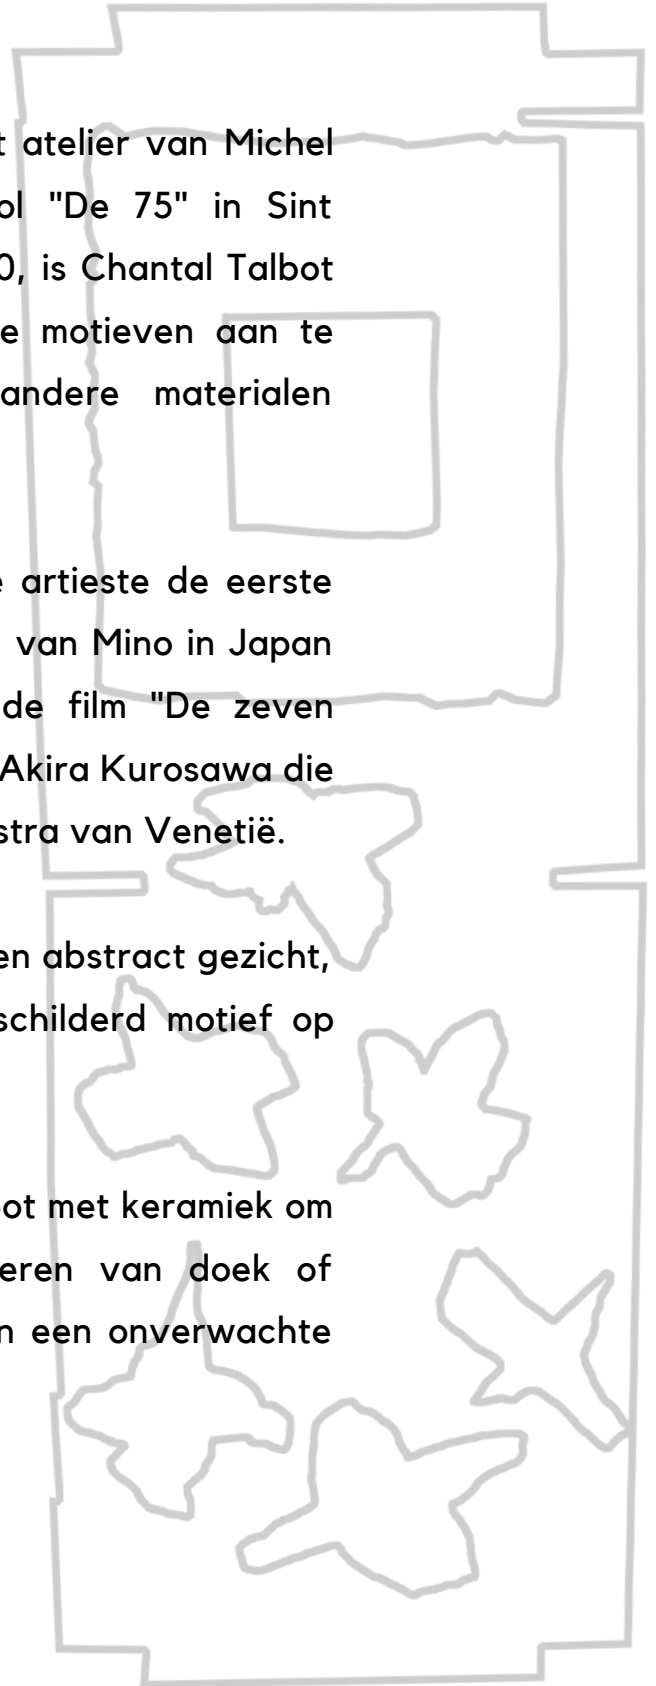 t atelier van Michel
ol "De 75" in Sint
0, is Chantal Talbot
e motieven aan te
andere materialen
e artieste de eerste
van Mino in Japan
de film "De zeven
Akira Kurosawa die
stra van Venetië.
en abstract gezicht,
schilderd motief op
oot met keramiek om
eren van doek of
n een onverwachte